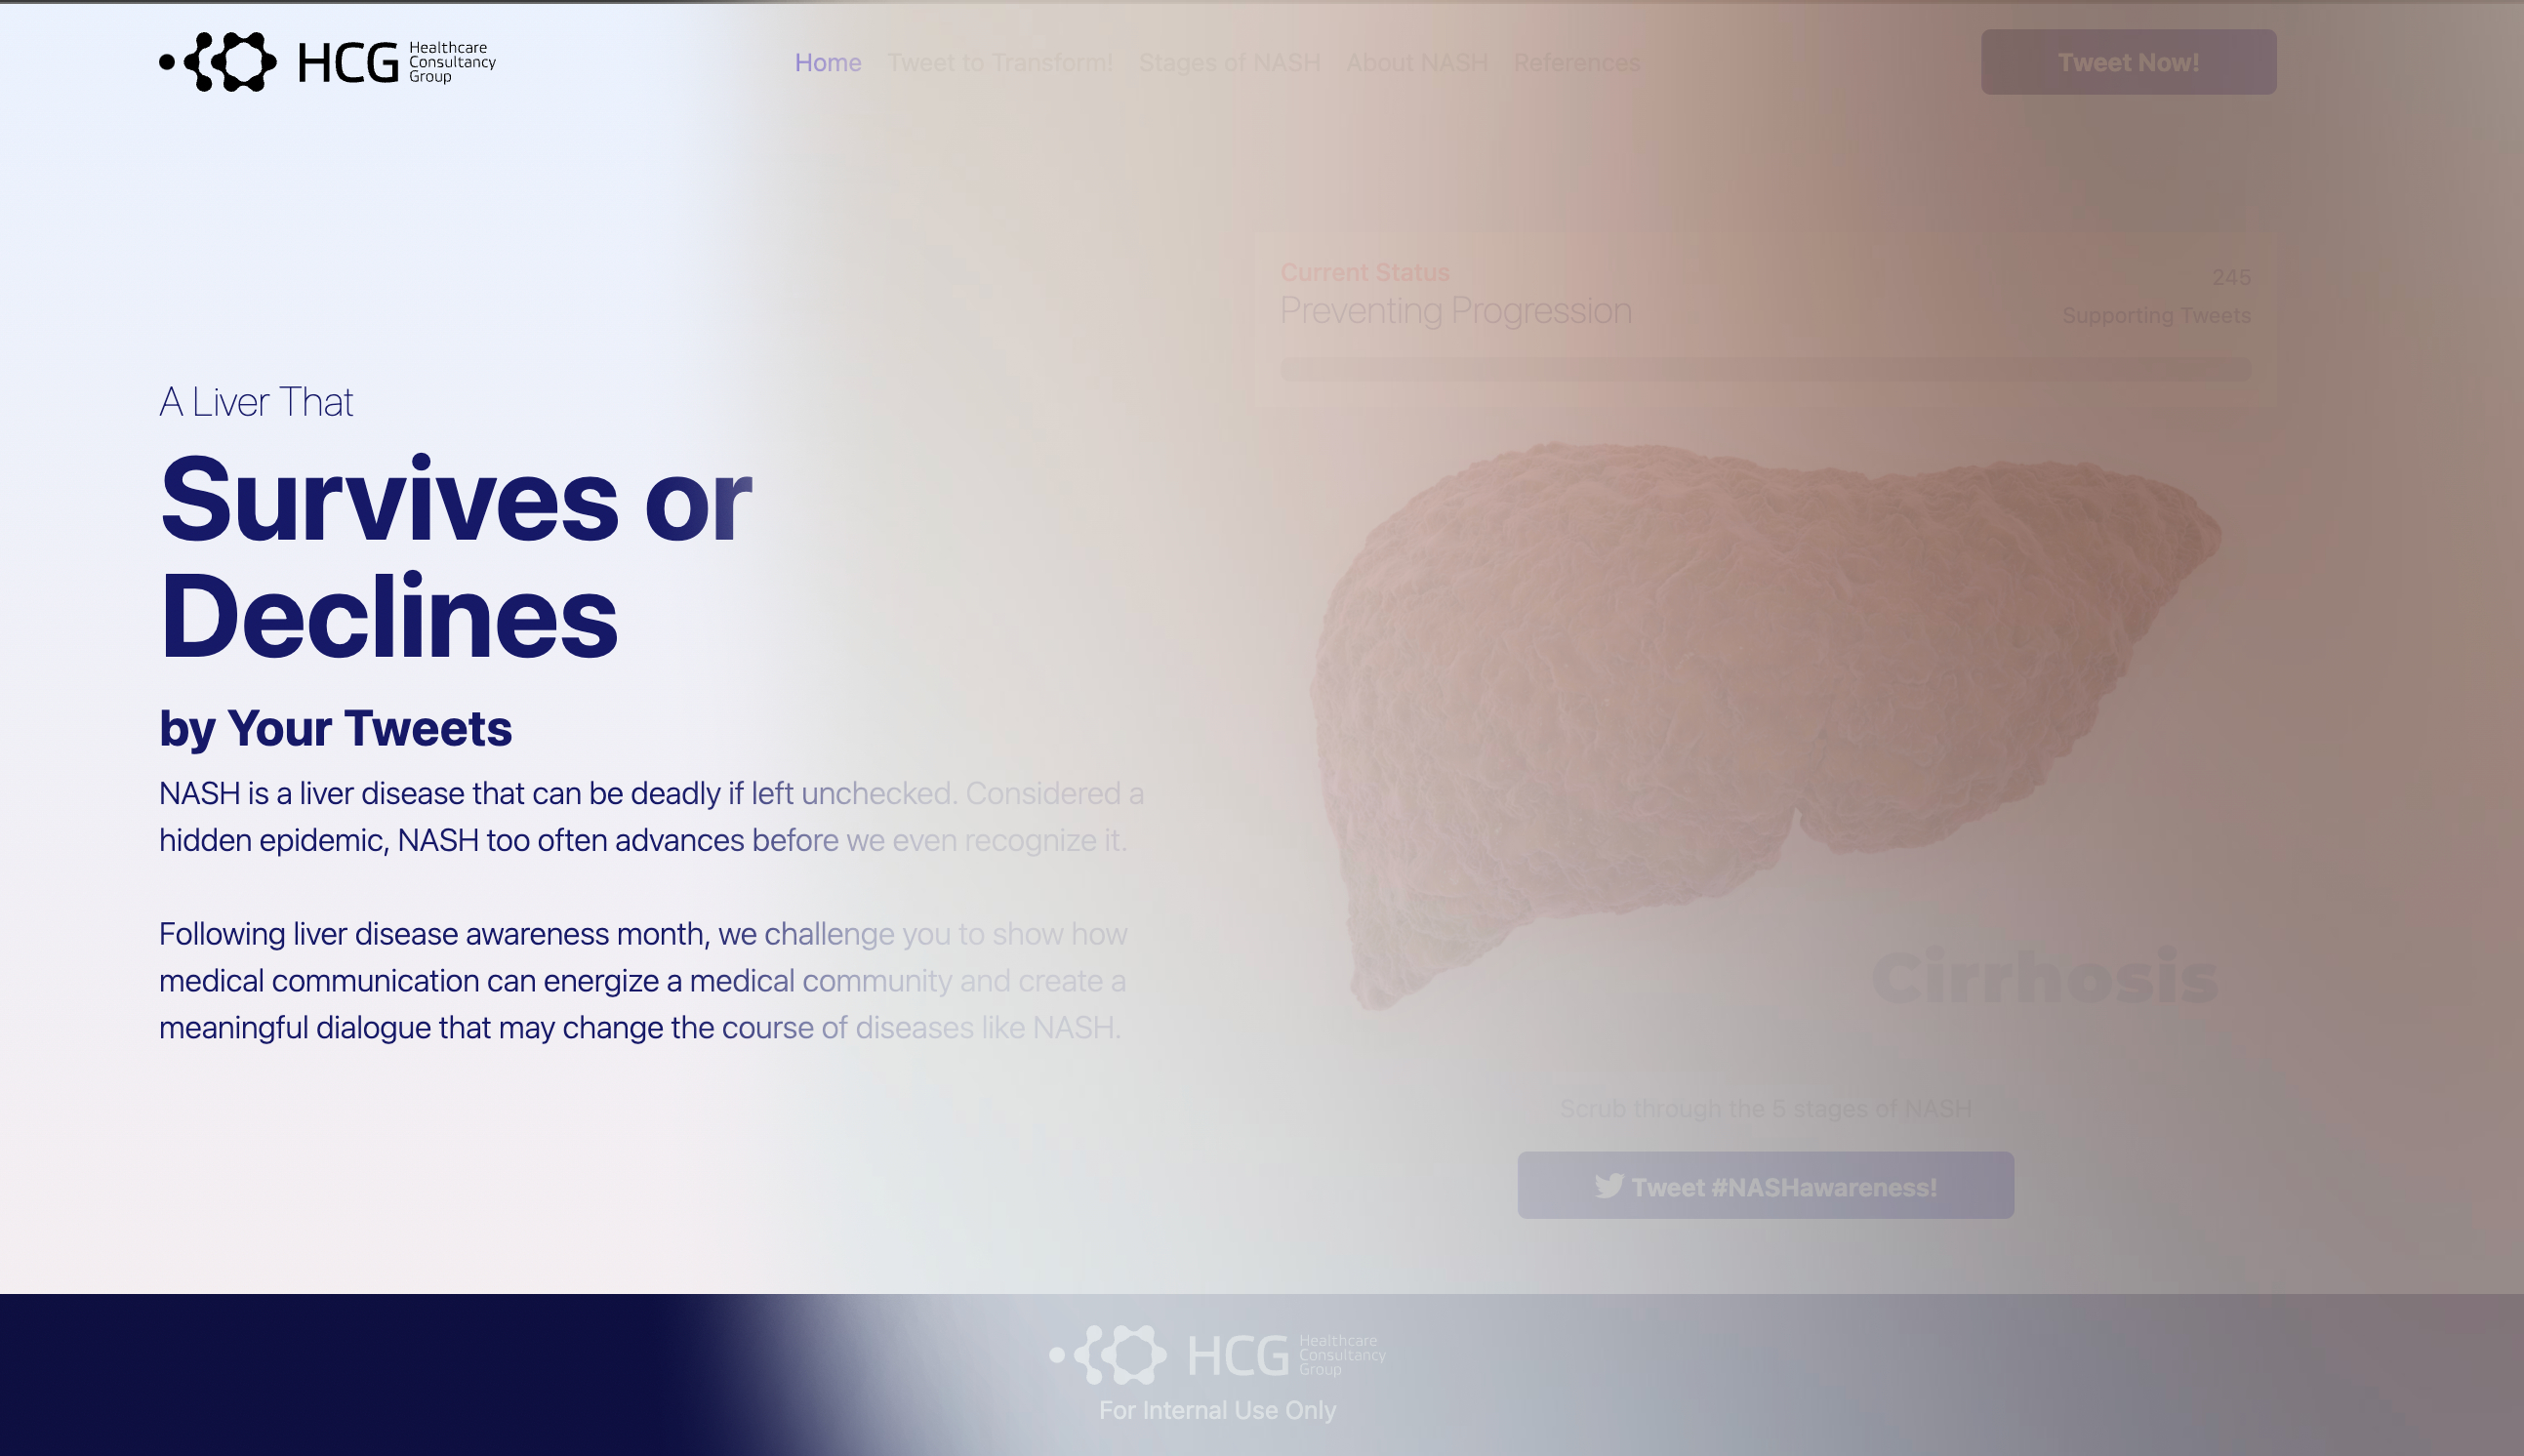 HCG Healthcare
Consultancy
Group
Home Tweet to Transform! Stages of NASH About NASH References
Tweet Now!
A Liver That
Survives or
Declines
by Your Tweets
NASH is a liver disease that can be deadly if left unchecked. Considered a
hidden epidemic, NASH too often advances before we even recognize it.
Following liver disease awareness month, we challenge you to show how
medical communication can energize a medical community and create a
meaningful dialogue that may change the course of diseases like NASH.
Current Status
Preventing Progression
245
Supporting Tweets
Cirrhosis
Scrub through the 5 stages of NASH
Tweet #NASHawareness!
HCG Healthcare
Consultancy
Group
For Internal Use Only